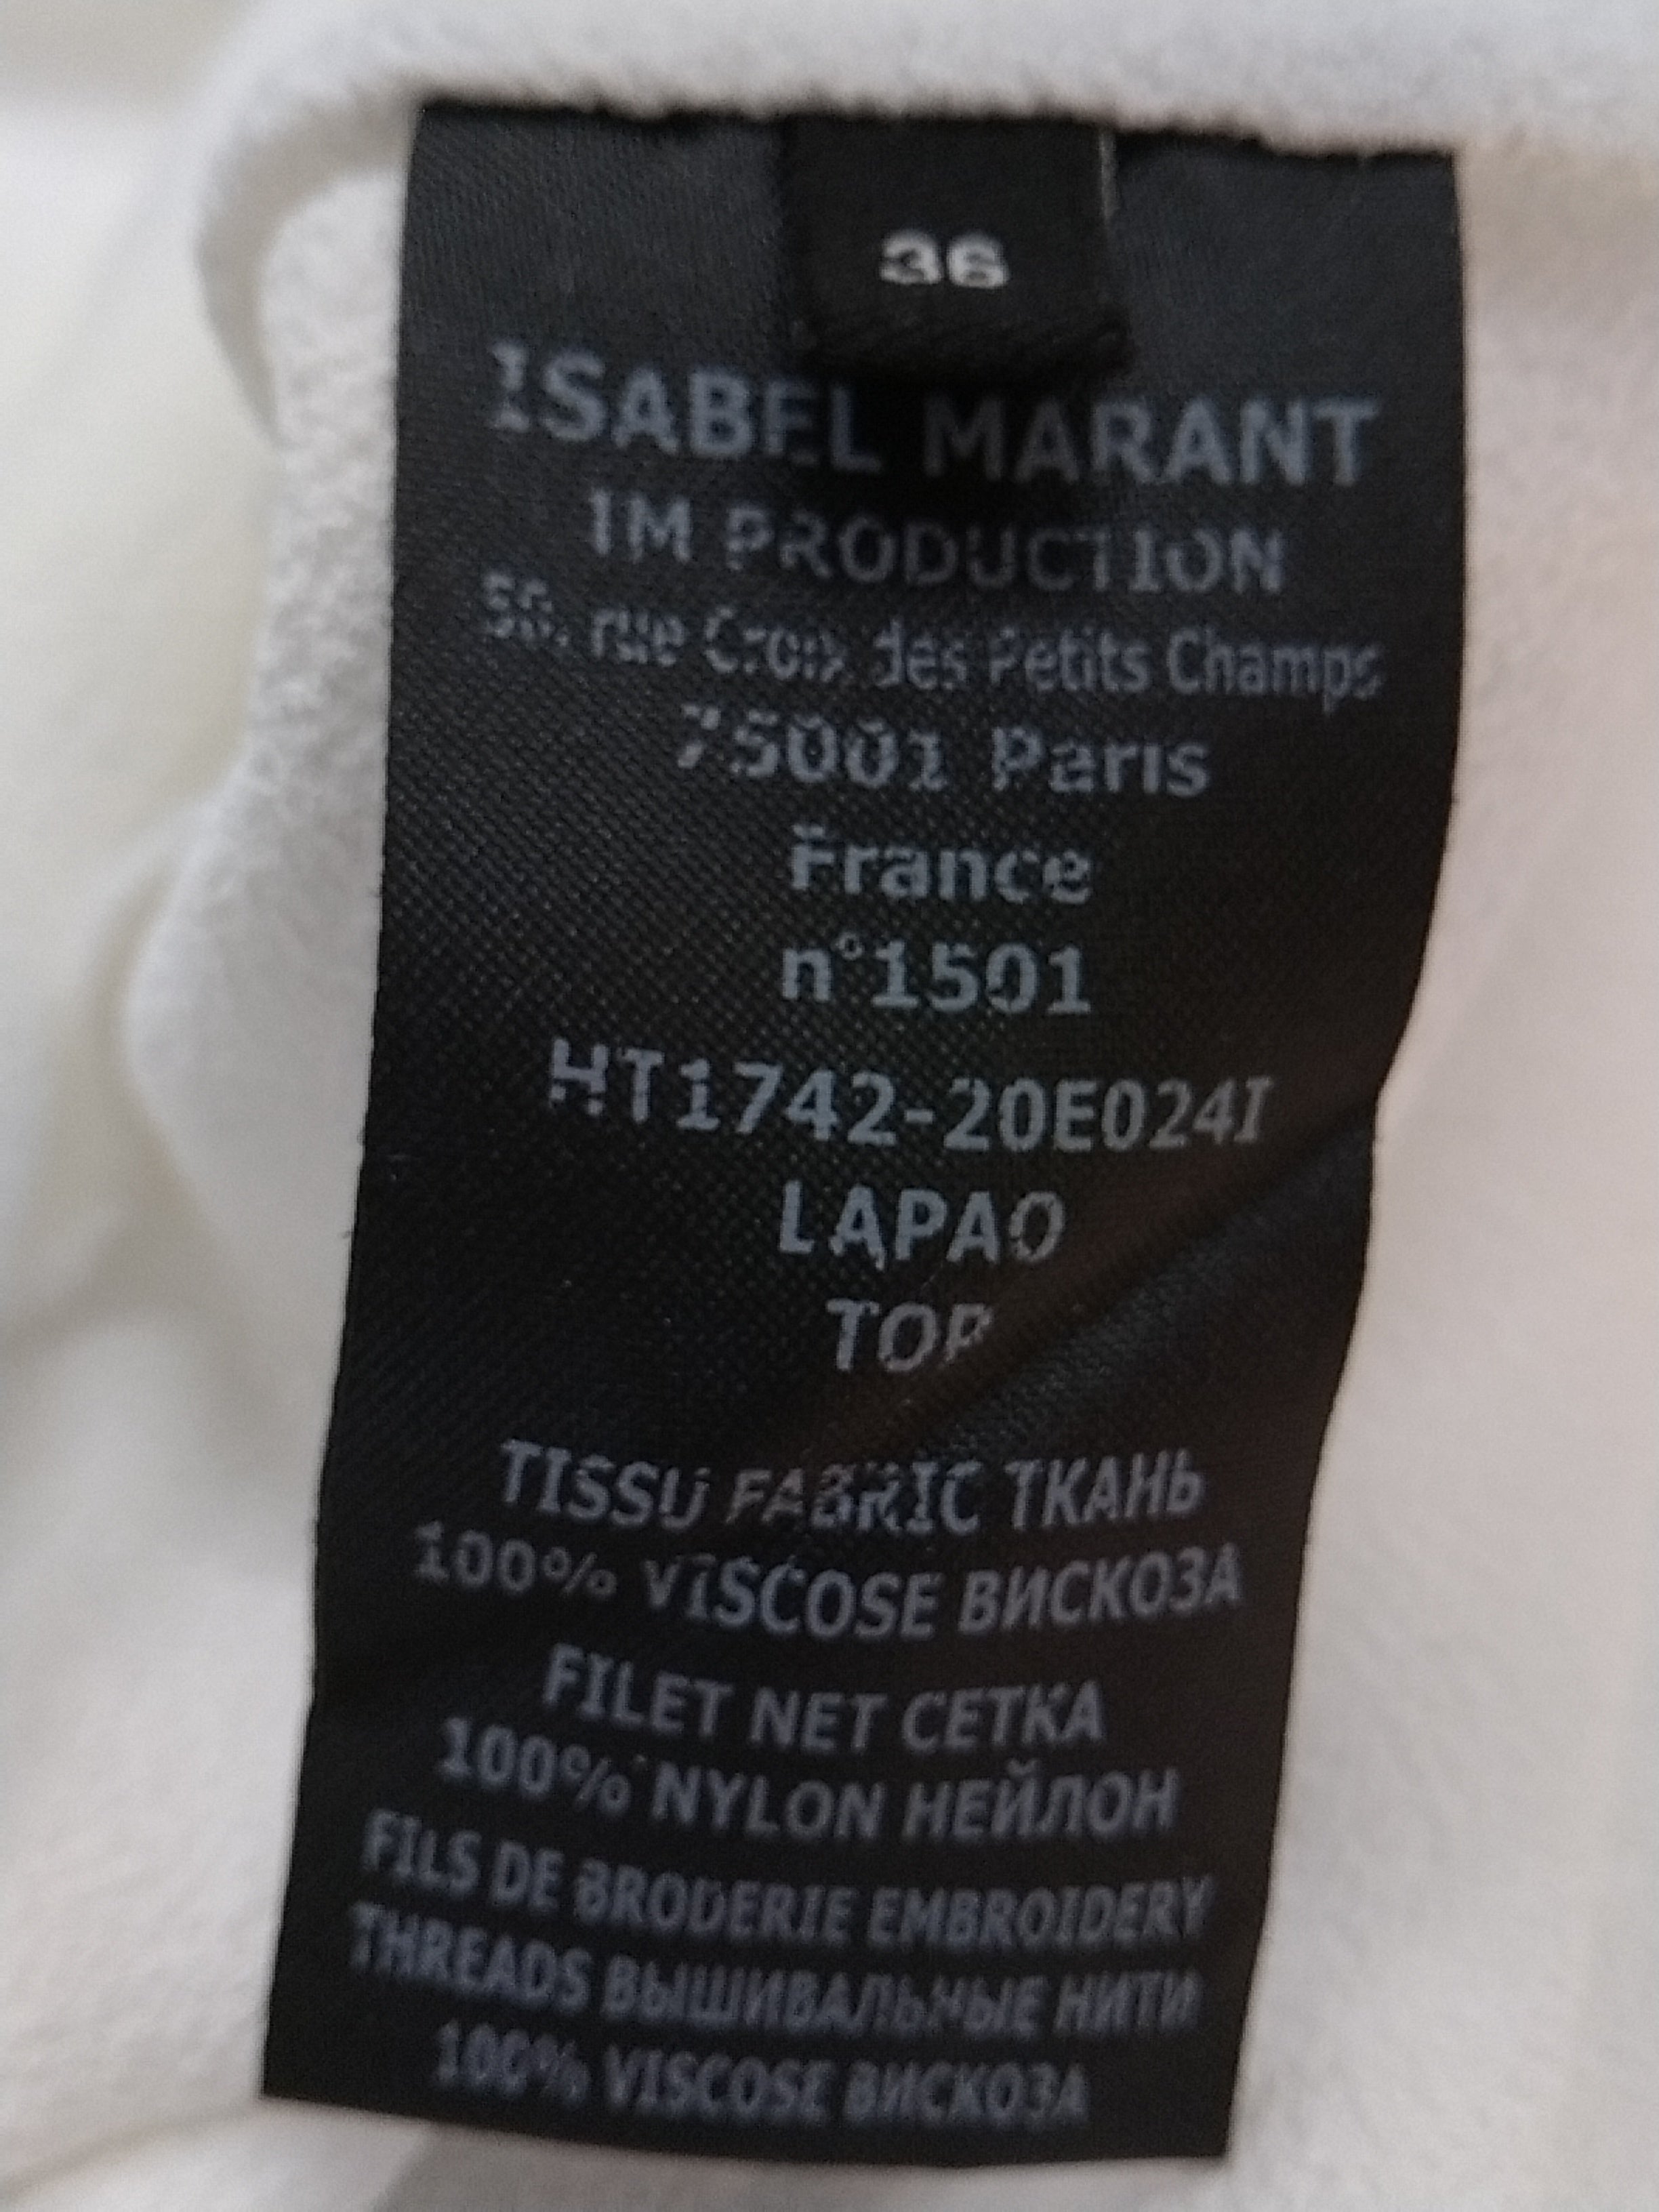 36
ISABEL MARANT
IM PRODUCTION
50, rue Croix des Petits Champs
75001 Paris
France
n°1501
HT1742-20E024I
LAPAO
TOP
TISSU FABRIC ТКАНЬ
100% VISCOSE ВИСКОЗА
FILET NET СЕТКА
100% NYLON НЕЙЛОН
FILS DE BRODERIE EMBROIDERY
THREADS ВЫШИВАЛЬНЫЕ НИТИ
100% VISCOSE ВИСКОЗА